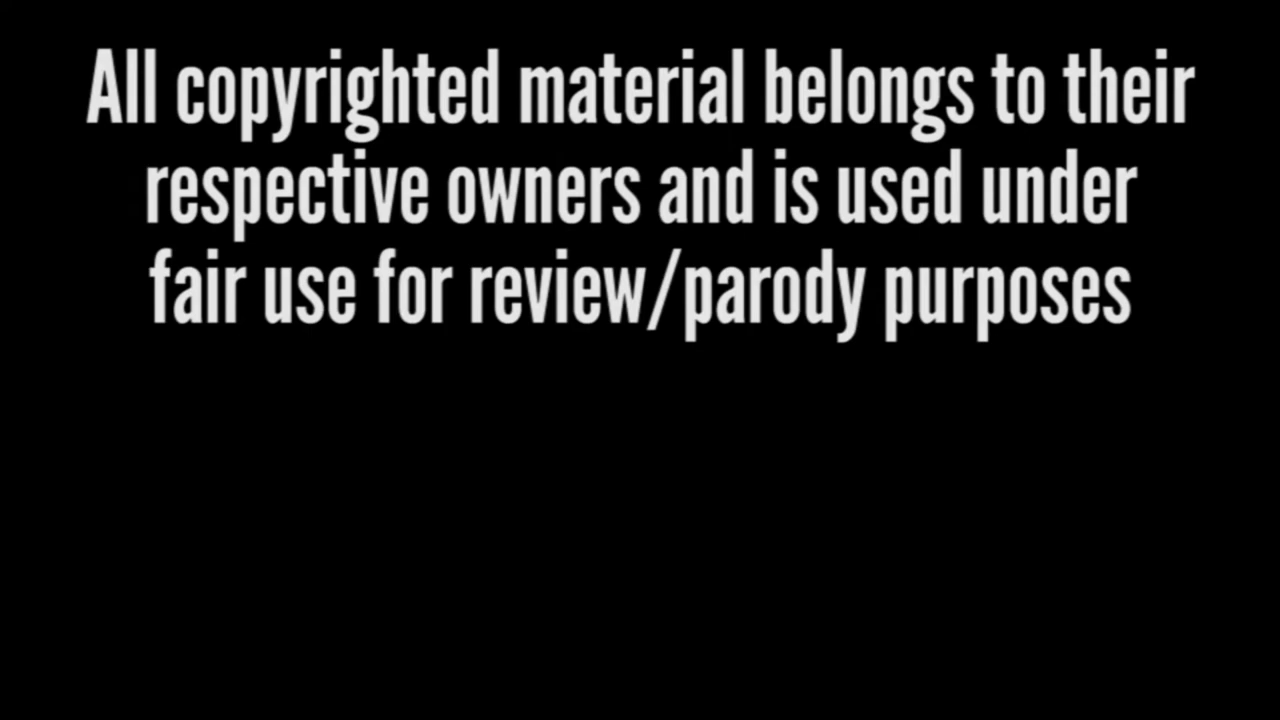 All copyrighted material belongs to their
respective owners and is used under
fair use for review/parody purposes